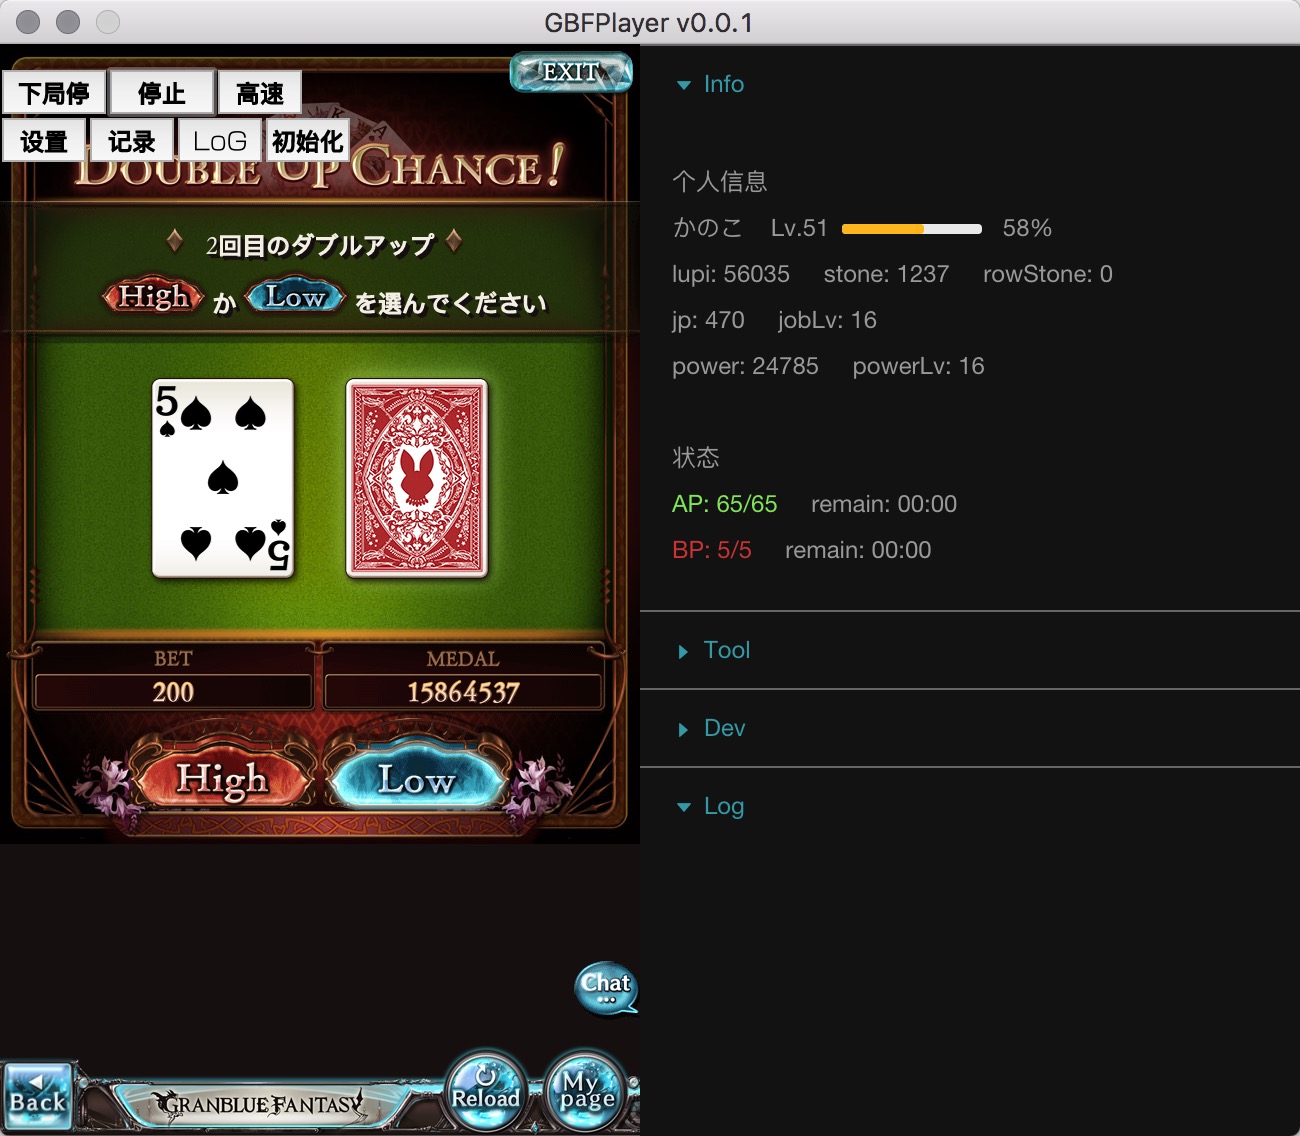 GBFPlayer v0.0.1
EXIT
下局停 停止 高速
设置 记录 LoG 初始化
DOUBLE UP CHANCE!
2回目のダブルアップ
High か Low を選んでください
5
5
BET MEDAL
200 15864537
High Low
Chat
Back GRANBLUE FANTASY Reload My page
Info
个人信息
かのこ Lv.51 58%
lupi: 56035 stone: 1237 rowStone: 0
jp: 470 jobLv: 16
power: 24785 powerLv: 16
状态
AP: 65/65 remain: 00:00
BP: 5/5 remain: 00:00
Tool
Dev
Log